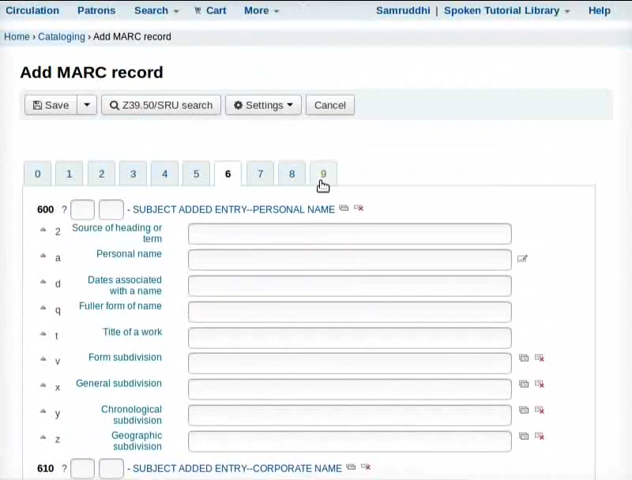 Circulation Patrons Search Cart More Samruddhi | Spoken Tutorial Library Help
Home › Cataloging › Add MARC record
Add MARC record
Save Z39.50/SRU search Settings Cancel
0 1 2 3 4 5 6 7 8 9
600 ? - SUBJECT ADDED ENTRY--PERSONAL NAME
2 Source of heading or term
a Personal name
d Dates associated with a name
q Fuller form of name
t Title of a work
v Form subdivision
x General subdivision
y Chronological subdivision
z Geographic subdivision
610 ? - SUBJECT ADDED ENTRY--CORPORATE NAME